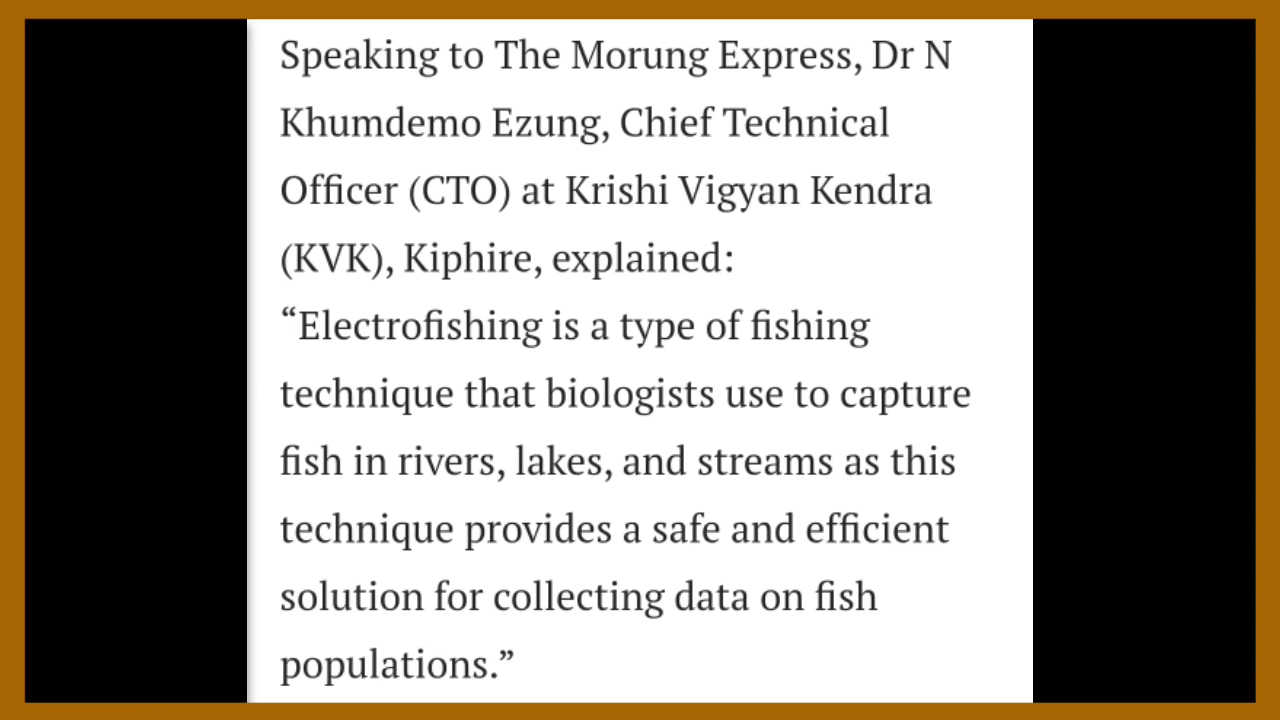 Speaking to The Morung Express, Dr N
Khumdemo Ezung, Chief Technical
Officer (CTO) at Krishi Vigyan Kendra
(KVK), Kiphire, explained:
“Electrofishing is a type of fishing
technique that biologists use to capture
fish in rivers, lakes, and streams as this
technique provides a safe and efficient
solution for collecting data on fish
populations.”